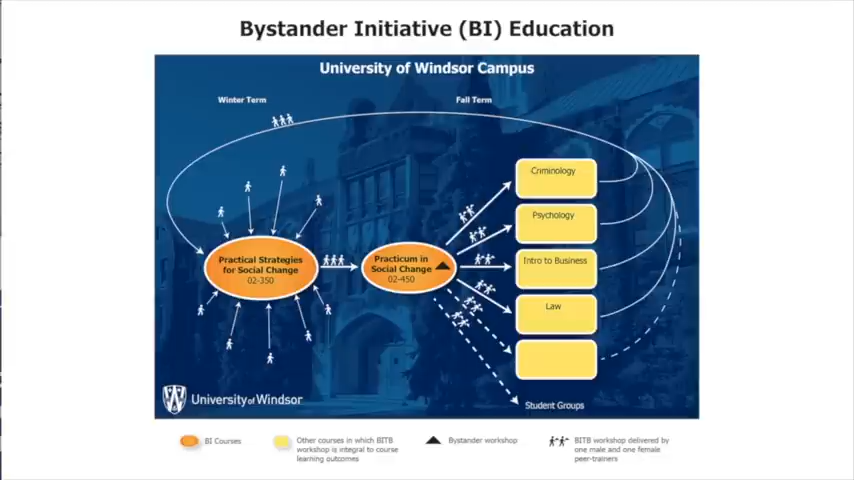 Bystander Initiative (BI) Education
University of Windsor Campus
Winter Term
Fall Term
Criminology
Psychology
Intro to Business
Law
Practical Strategies
for Social Change
02-350
Practicum in
Social Change
02-450
Student Groups
University of Windsor
BI Courses
Other courses in which BITB
workshop is integral to course
learning outcomes
Bystander workshop
BITB workshop delivered by
one male and one female
peer-trainers